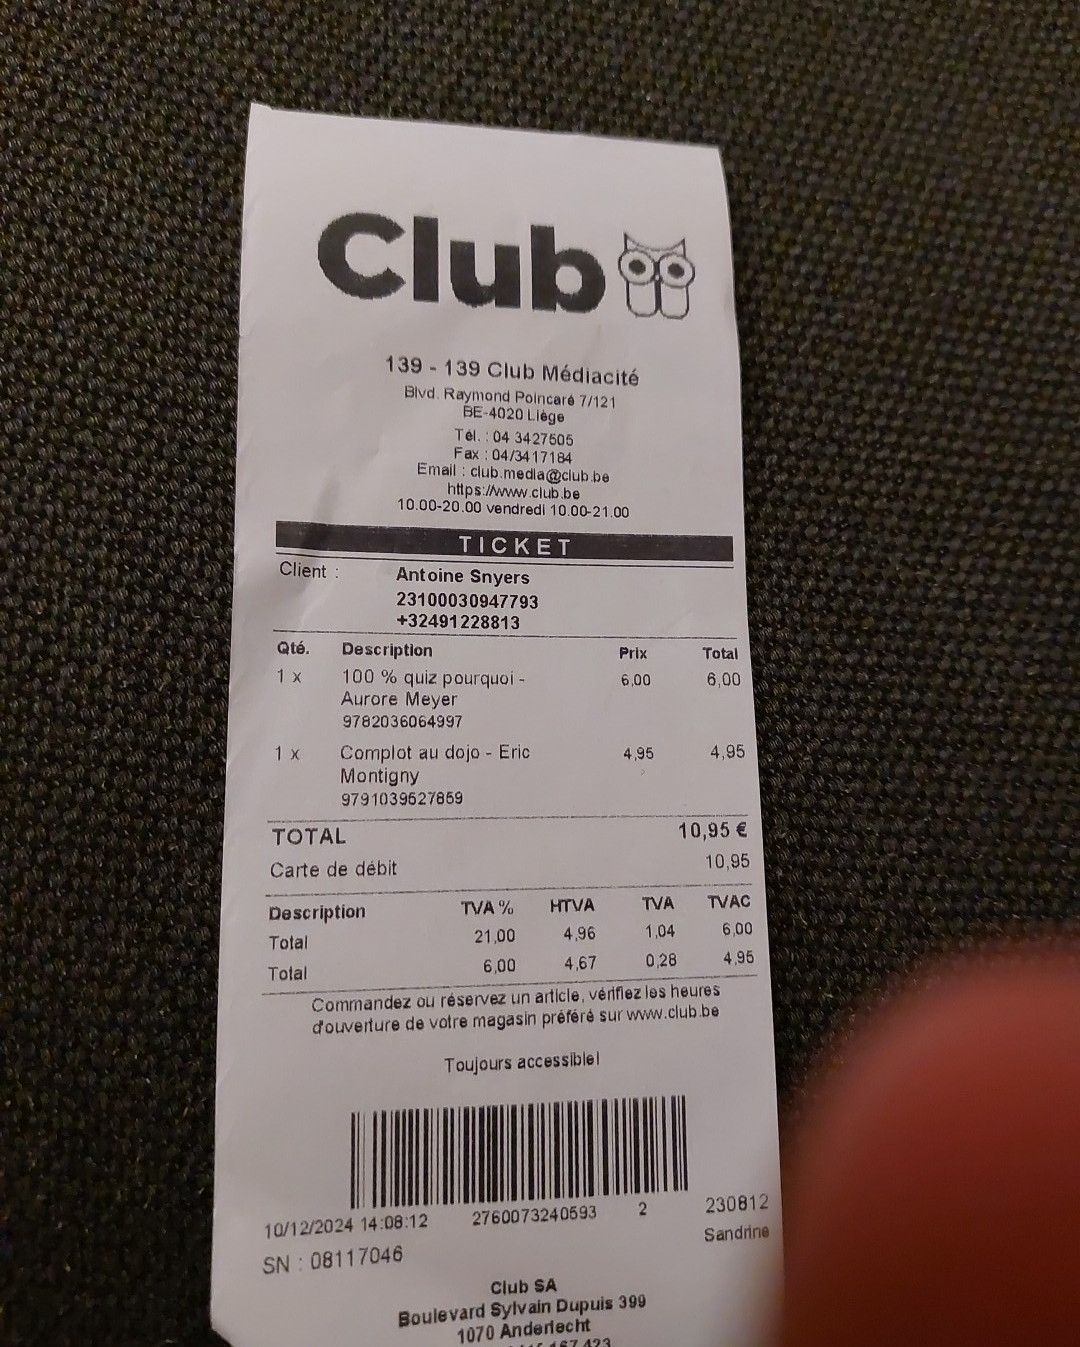 Club
139 - 139 Club Médiacité
Blvd. Raymond Poincaré 7/121
BE-4020 Liège
Tél. : 04 3427505
Fax : 04/3417184
Email : club.media@club.be
https://www.club.be
10.00-20.00 vendredi 10.00-21.00
TICKET
Client : Antoine Snyers
23100030947793
+32491228813
Qté. Description Prix Total
1 x 100 % quiz pourquoi - 6,00 6,00
Aurore Meyer
9782036064997
1 x Complot au dojo - Eric 4,95 4,95
Montigny
9791039527859
TOTAL 10,95 €
Carte de débit 10,95
Description TVA % HTVA TVA TVAC
Total 21,00 4,96 1,04 6,00
Total 6,00 4,67 0,28 4,95
Commandez ou réservez un article, vérifiez les heures
d'ouverture de votre magasin préféré sur www.club.be
Toujours accessible!
10/12/2024 14:08:12 2760073240593 2 230812
SN : 08117046 Sandrine
Club SA
Boulevard Sylvain Dupuis 399
1070 Anderlecht